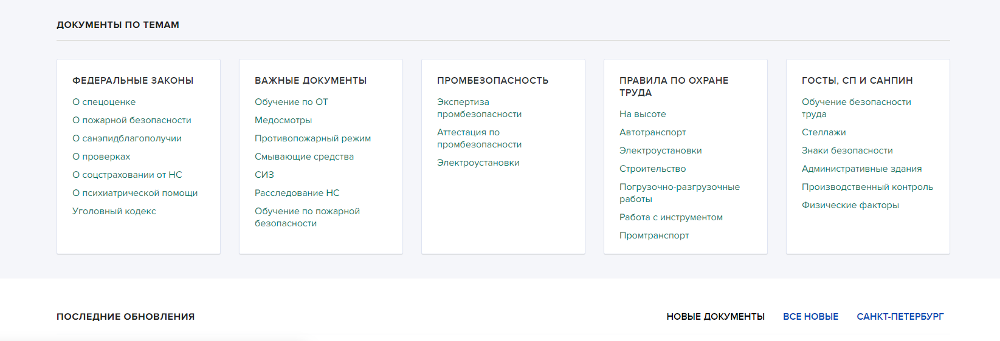 ДОКУМЕНТЫ ПО ТЕМАМ
ФЕДЕРАЛЬНЫЕ ЗАКОНЫ
О спецоценке
О пожарной безопасности
О санэпидблагополучии
О проверках
О соцстраховании от НС
О психиатрической помощи
Уголовный кодекс
ВАЖНЫЕ ДОКУМЕНТЫ
Обучение по ОТ
Медосмотры
Противопожарный режим
Смывающие средства
СИЗ
Расследование НС
Обучение по пожарной
безопасности
ПРОМБЕЗОПАСНОСТЬ
Экспертиза
промбезопасности
Аттестация по
промбезопасности
Электроустановки
ПРАВИЛА ПО ОХРАНЕ
ТРУДА
На высоте
Автотранспорт
Электроустановки
Строительство
Погрузочно-разгрузочные
работы
Работа с инструментом
Промтранспорт
ГОСТЫ, СП И САНПИН
Обучение безопасности
труда
Стеллажи
Знаки безопасности
Административные здания
Производственный контроль
Физические факторы
ПОСЛЕДНИЕ ОБНОВЛЕНИЯ
НОВЫЕ ДОКУМЕНТЫ
ВСЕ НОВЫЕ
САНКТ-ПЕТЕРБУРГ